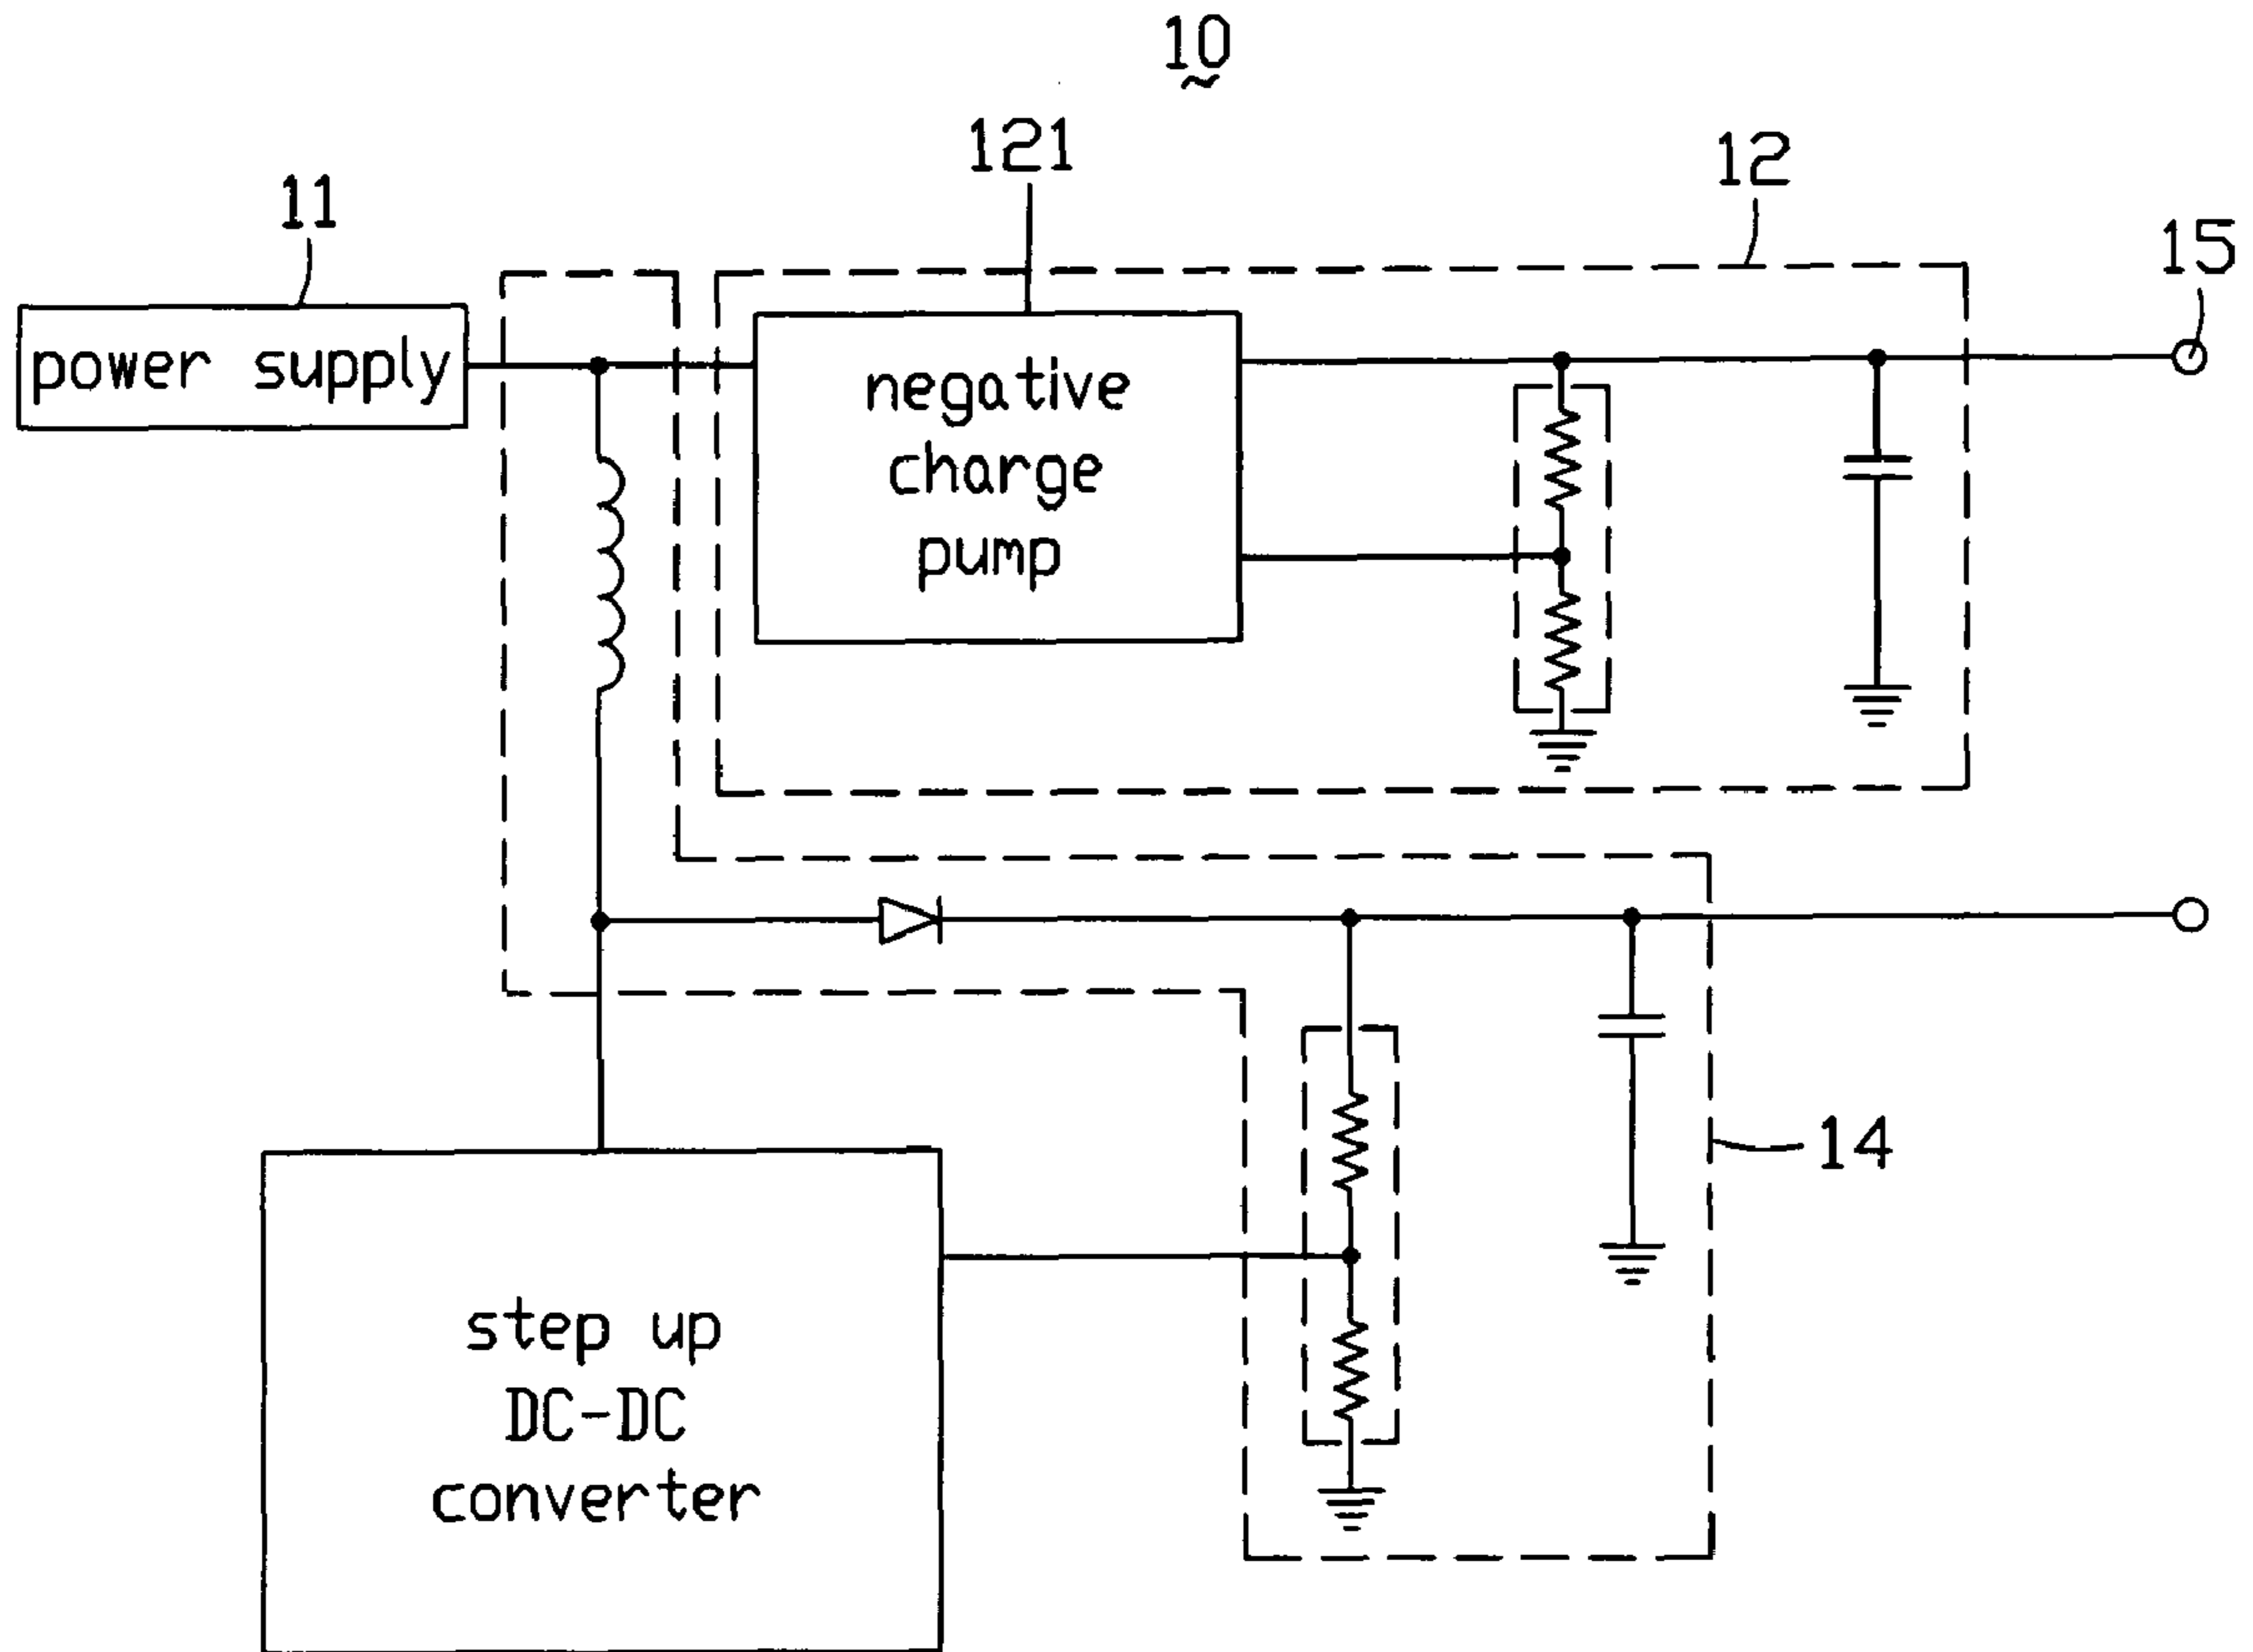 10
121
12
11
15
power supply
negative
charge
pump
14
step up
DC-DC
converter